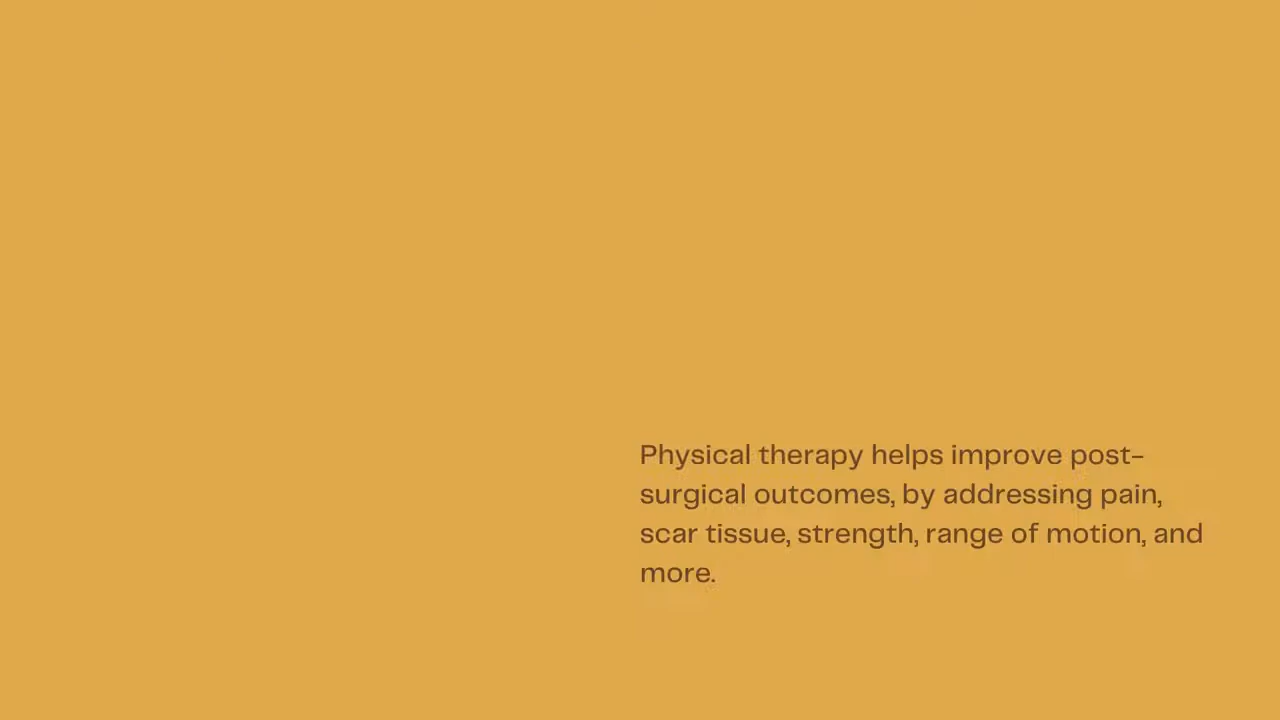 Physical therapy helps improve post-
surgical outcomes, by addressing pain,
scar tissue, strength, range of motion, and
more.